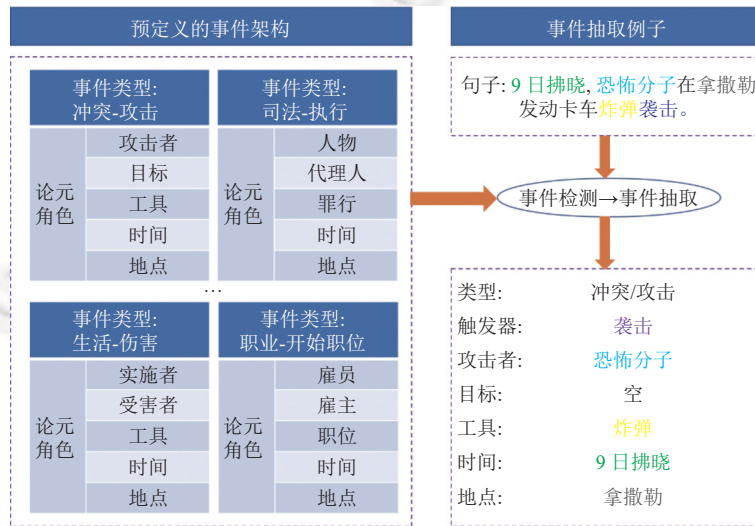 预定义的事件架构
事件类型:
冲突-攻击
论元
角色
攻击者
目标
工具
时间
地点
事件类型:
司法-执行
论元
角色
人物
代理人
罪行
时间
地点
…
事件类型:
生活-伤害
论元
角色
实施者
受害者
工具
时间
地点
事件类型:
职业-开始职位
论元
角色
雇员
雇主
职位
时间
地点
事件抽取例子
句子: 9 日拂晓, 恐怖分子在拿撒勒
发动卡车炸弹袭击。
事件检测→事件抽取
类型: 冲突/攻击
触发器: 袭击
攻击者: 恐怖分子
目标: 空
工具: 炸弹
时间: 9 日拂晓
地点: 拿撒勒